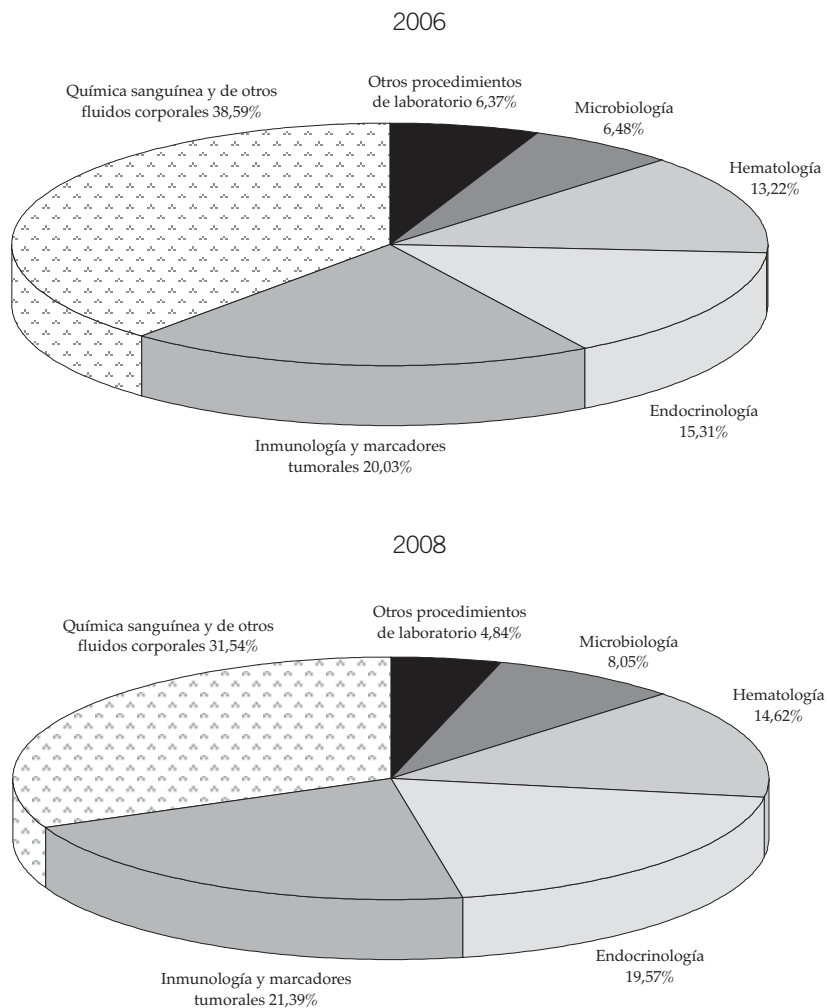 2006
Química sanguínea y de otros
fluidos corporales 38,59%
Otros procedimientos
de laboratorio 6,37%
Microbiología
6,48%
Hematología
13,22%
Endocrinología
15,31%
Inmunología y marcadores
tumorales 20,03%
2008
Química sanguínea y de otros
fluidos corporales 31,54%
Otros procedimientos
de laboratorio 4,84%
Microbiología
8,05%
Hematología
14,62%
Endocrinología
19,57%
Inmunología y marcadores
tumorales 21,39%